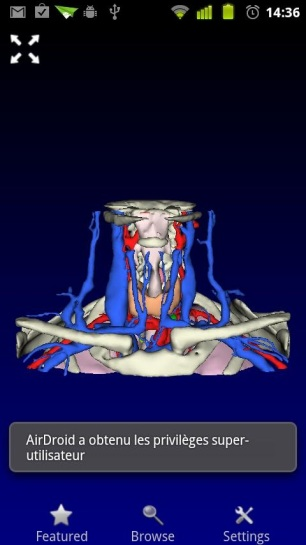 14:36
AirDroid a obtenu les privilèges super-
utilisateur
Featured Browse Settings